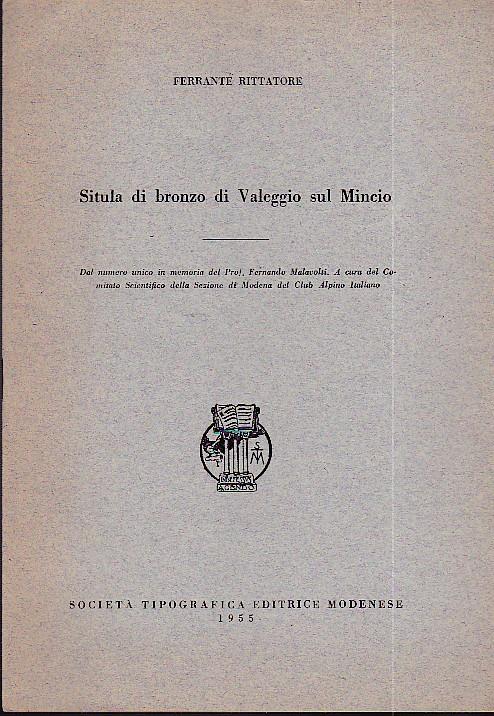 FERRANTE RITTATORE
Situla di bronzo di Valeggio sul Mincio
Dal numero unico in memoria del Prof. Fernando Malavolti. A cura del Co-
mitato Scientifico della Sezione di Modena del Club Alpino Italiano
S
M
SOCIETÀ TIPOGRAFICA EDITRICE MODENESE
1955